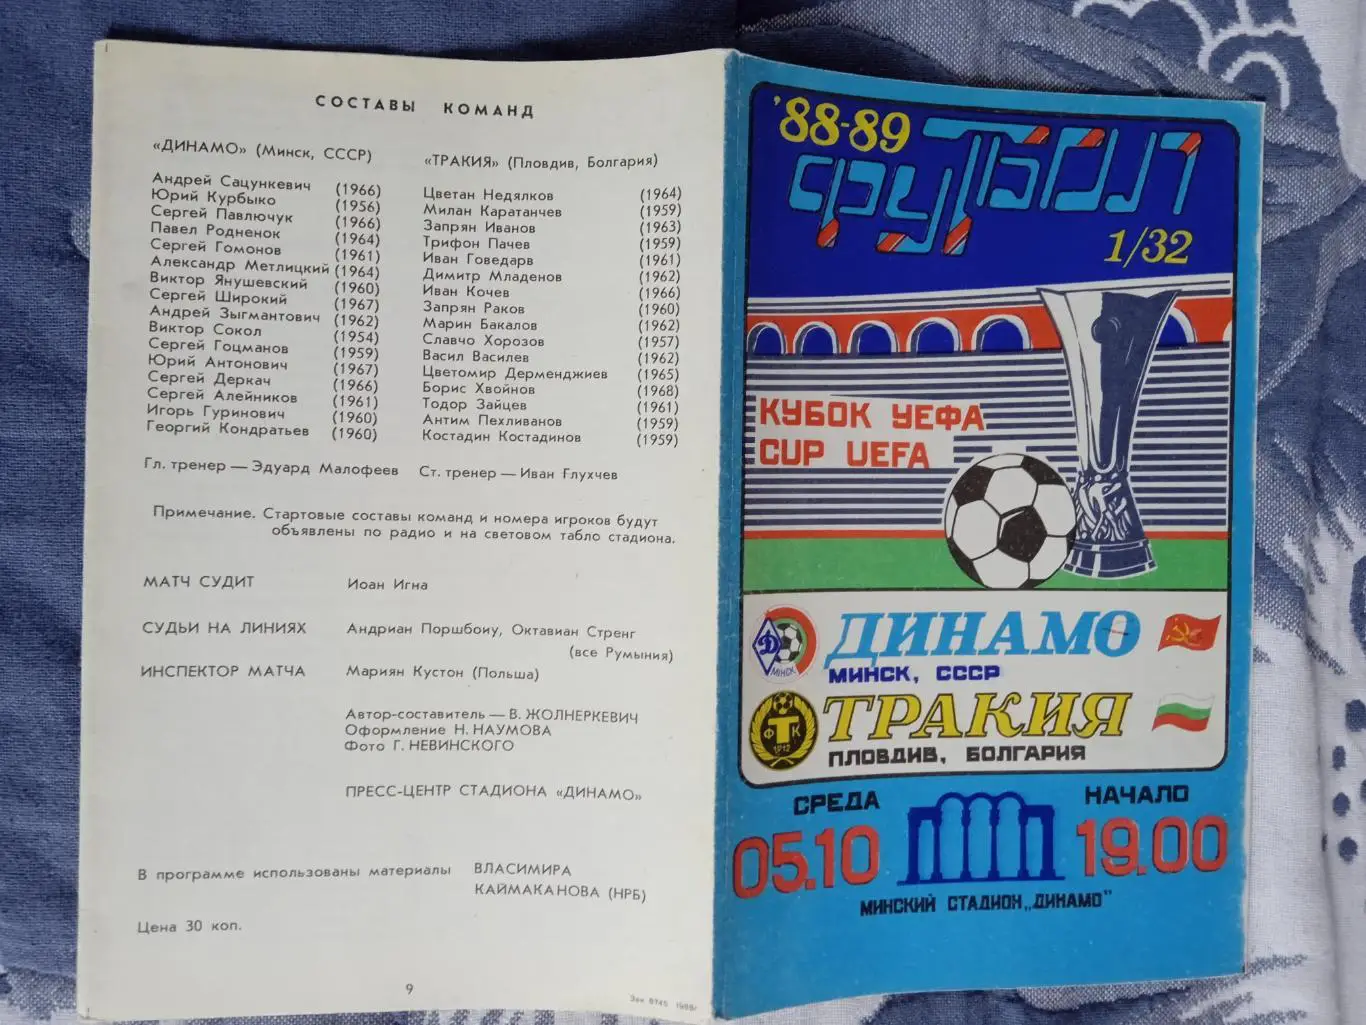 СОСТАВЫ КОМАНД
«ДИНАМО» (Минск, СССР)
Андрей Сацункевич (1966)
Юрий Курбыко (1956)
Сергей Павлючук (1966)
Павел Родненок (1964)
Сергей Гомонов (1961)
Александр Метлицкий (1964)
Виктор Янушевский (1960)
Сергей Широкий (1967)
Андрей Зыгмантович (1962)
Виктор Сокол (1954)
Сергей Гоцманов (1959)
Юрий Антонович (1967)
Сергей Деркач (1966)
Сергей Алейников (1961)
Игорь Гуринович (1960)
Георгий Кондратьев (1960)
Гл. тренер — Эдуард Малофеев
«ТРАКИЯ» (Пловдив, Болгария)
Цветан Недялков (1964)
Милан Каратанчев (1959)
Запрян Иванов (1963)
Трифон Пачев (1959)
Иван Говедарв (1961)
Димитр Младенов (1962)
Иван Кочев (1966)
Запрян Раков (1960)
Марин Бакалов (1962)
Славчо Хорозов (1957)
Васил Василев (1962)
Цветомир Дерменджиев (1965)
Борис Хвойнов (1968)
Тодор Зайцев (1961)
Антим Пехливанов (1959)
Костадин Костадинов (1959)
Ст. тренер — Иван Глухчев
Примечание. Стартовые составы команд и номера игроков будут
объявлены по радио и на световом табло стадиона.
МАТЧ СУДИТ Иоан Игна
СУДЬИ НА ЛИНИЯХ Андриан Поршбоиу, Октавиан Стренг
(все Румыния)
ИНСПЕКТОР МАТЧА Мариян Кустон (Польша)
Автор-составитель — В. ЖОЛНЕРКЕВИЧ
Оформление Н. НАУМОВА
Фото Г. НЕВИНСКОГО
ПРЕСС-ЦЕНТР СТАДИОНА «ДИНАМО»
В программе использованы материалы ВЛАСИМИРА
КАЙМАКАНОВА (НРБ)
Цена 30 коп.
9
Зак 6745 1988г
'88-89
ФУТБОЛ
1/32
КУБОК УЕФА
CUP UEFA
Д
МІНСК
ДИНАМО
МИНСК, СССР
ФТК
1912
ТРАКИЯ
ПЛОВДИВ, БОЛГАРИЯ
СРЕДА
05.10
НАЧАЛО
19.00
МИНСКИЙ СТАДИОН „ДИНАМО"